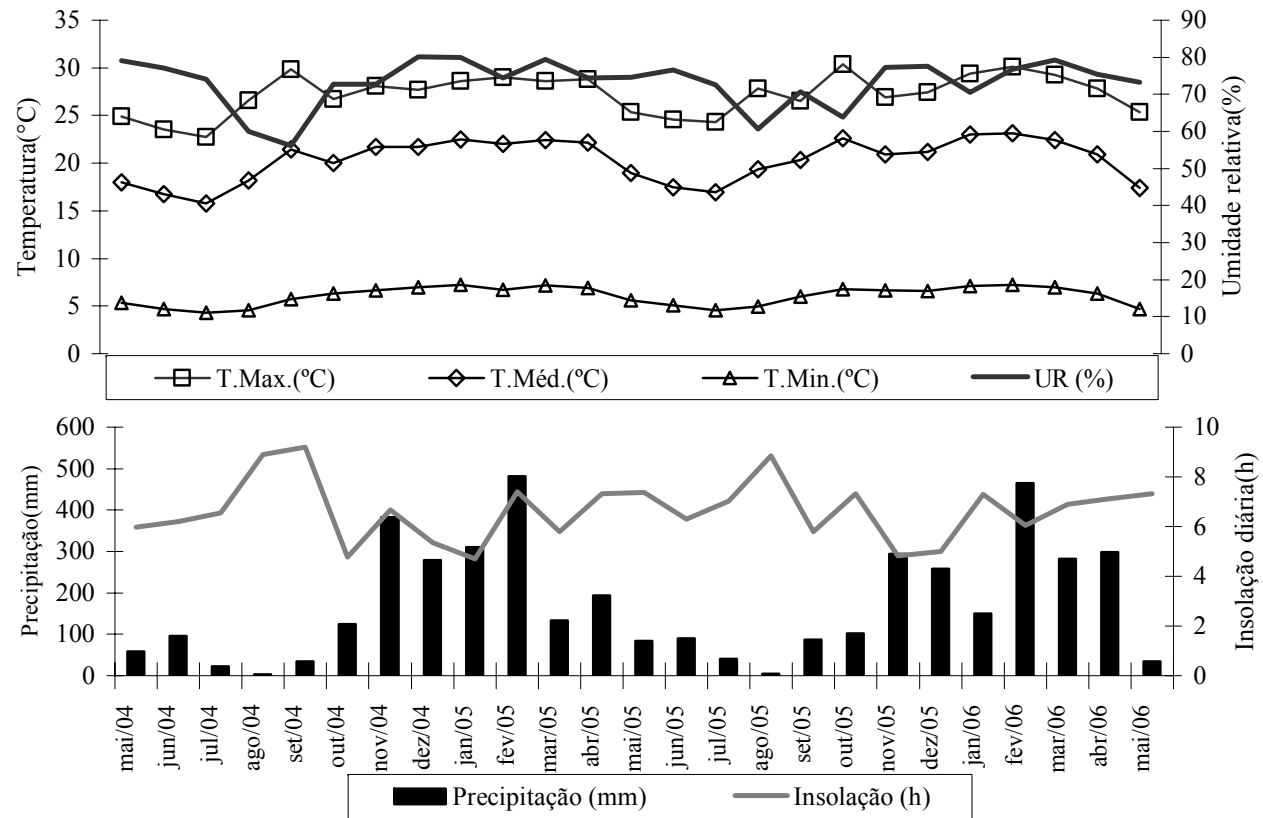 Temperatura(°C)
35
30
25
20
15
10
5
0
Umidade relativa(%)
90
80
70
60
50
40
30
20
10
0
T.Max.(ºC) T.Méd.(ºC) T.Min.(ºC) UR (%)
Precipitação(mm)
600
500
400
300
200
100
0
Insolação diária(h)
10
8
6
4
2
0
mai/04
jun/04
jul/04
ago/04
set/04
out/04
nov/04
dez/04
jan/05
fev/05
mar/05
abr/05
mai/05
jun/05
jul/05
ago/05
set/05
out/05
nov/05
dez/05
jan/06
fev/06
mar/06
abr/06
mai/06
Precipitação (mm) Insolação (h)